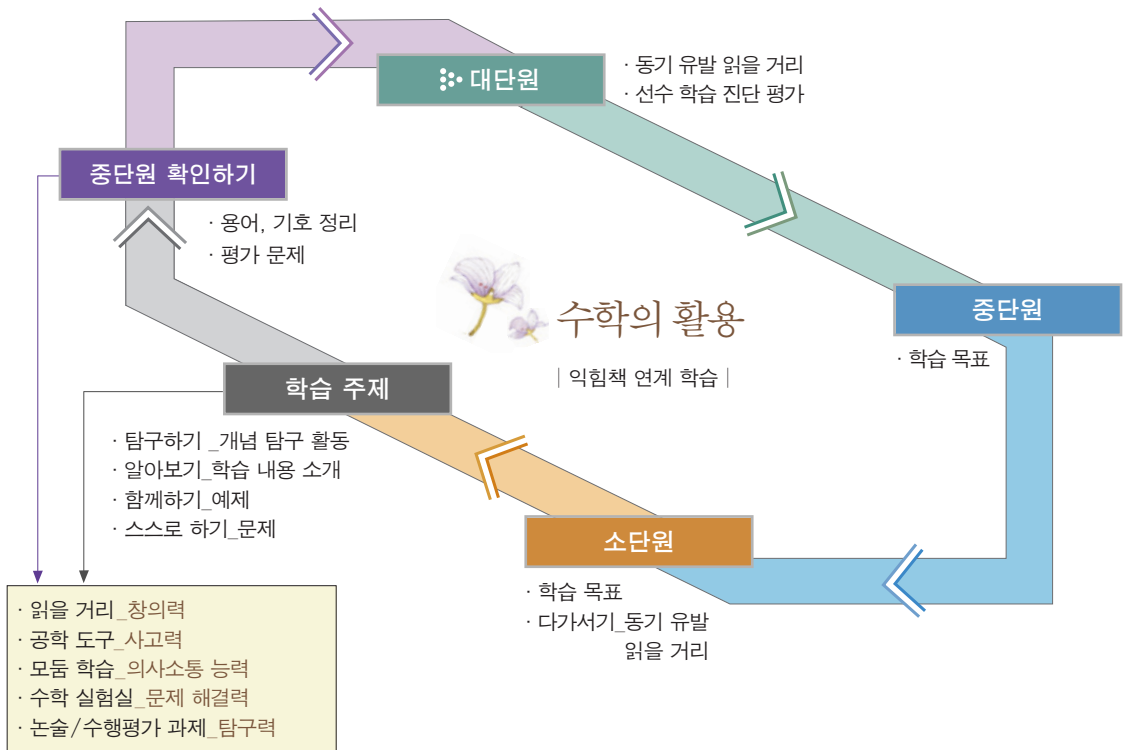 대단원
· 동기 유발 읽을 거리
· 선수 학습 진단 평가
중단원 확인하기
· 용어, 기호 정리
· 평가 문제
수학의 활용
| 익힘책 연계 학습 |
중단원
· 학습 목표
학습 주제
· 탐구하기 _개념 탐구 활동
· 알아보기_학습 내용 소개
· 함께하기_예제
· 스스로 하기_문제
소단원
· 학습 목표
· 다가서기_동기 유발
읽을 거리
· 읽을 거리_창의력
· 공학 도구_사고력
· 모둠 학습_의사소통 능력
· 수학 실험실_문제 해결력
· 논술/수행평가 과제_탐구력